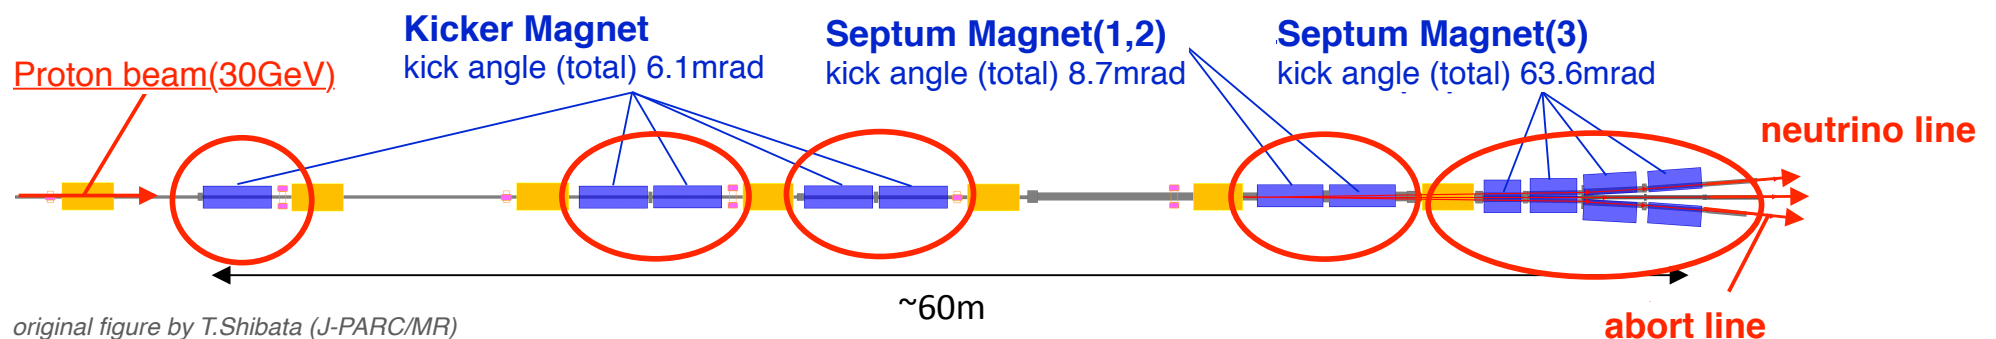 Kicker Magnet
kick angle (total) 6.1mrad
Septum Magnet(1,2)
kick angle (total) 8.7mrad
Septum Magnet(3)
kick angle (total) 63.6mrad
Proton beam(30GeV)
neutrino line
~60m
abort line
original figure by T.Shibata (J-PARC/MR)